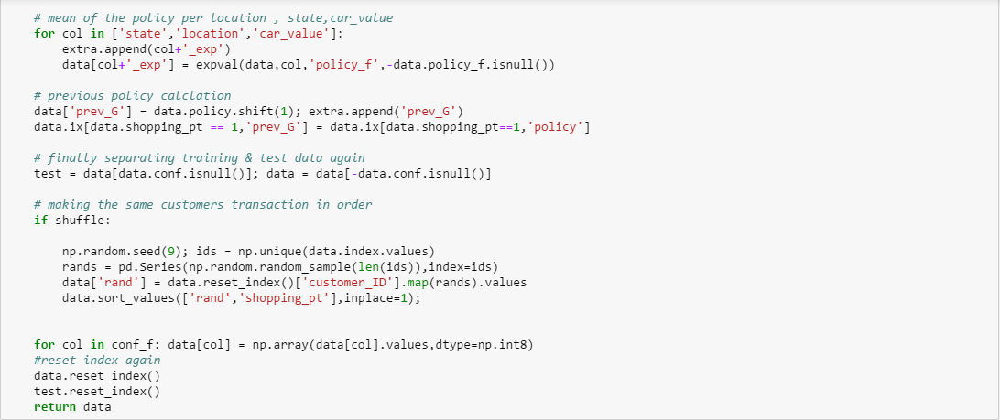 # mean of the policy per location , state,car_value
for col in ['state','location','car_value']:
    extra.append(col+'_exp')
    data[col+'_exp'] = expval(data,col,'policy_f',-data.policy_f.isnull())
# previous policy calclation
data['prev_G'] = data.policy.shift(1); extra.append('prev_G')
data.ix[data.shopping_pt == 1,'prev_G'] = data.ix[data.shopping_pt==1,'policy']
# finally separating training & test data again
test = data[data.conf.isnull()]; data = data[-data.conf.isnull()]
# making the same customers transaction in order
if shuffle:
    np.random.seed(9); ids = np.unique(data.index.values)
    rands = pd.Series(np.random.random_sample(len(ids)),index=ids)
    data['rand'] = data.reset_index()['customer_ID'].map(rands).values
    data.sort_values(['rand','shopping_pt'],inplace=1);
for col in conf_f: data[col] = np.array(data[col].values,dtype=np.int8)
#reset index again
data.reset_index()
test.reset_index()
return data